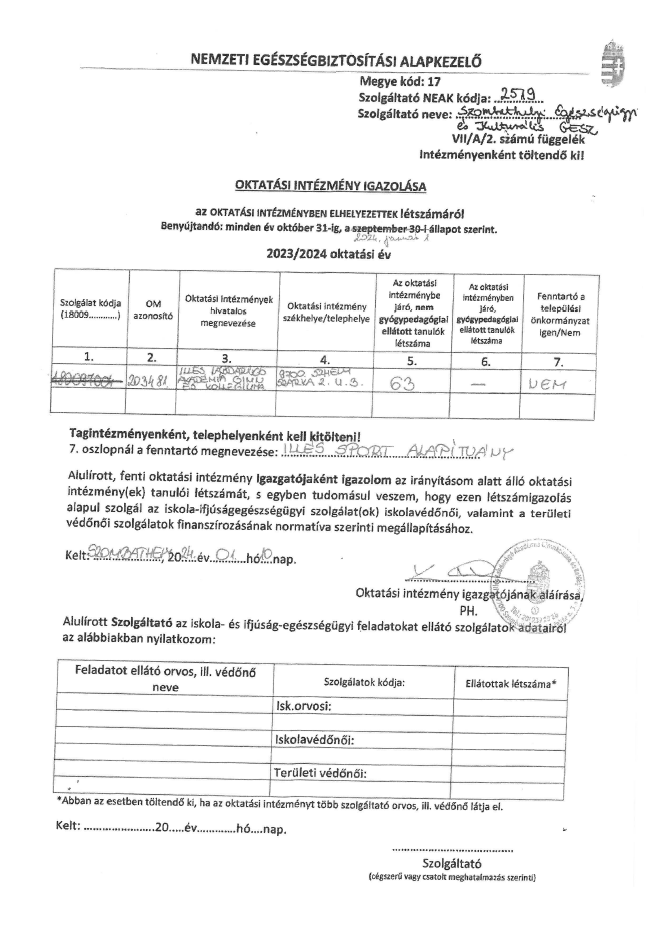 NEMZETI EGÉSZSÉGBIZTOSÍTÁSI ALAPKEZELŐ
Megye kód: 17
Szolgáltató NEAK kódja: 2579
Szolgáltató neve: Szombathelyi Egészségügyi
és Kulturális GESZ
VII/A/2. számú függelék
Intézményenként töltendő ki!
OKTATÁSI INTÉZMÉNY IGAZOLÁSA
az OKTATÁSI INTÉZMÉNYBEN ELHELYEZETTEK létszámáról
Benyújtandó: minden év október 31-ig, a szeptember 30-i állapot szerint.
2024. január 1
2023/2024 oktatási év
Szolgálat kódja (18009............)
OM azonosító
Oktatási intézmények hivatalos megnevezése
Oktatási intézmény székhelye/telephelye
Az oktatási intézménybe járó, nem gyógypedagógiai ellátott tanulók létszáma
Az oktatási intézményben járó, gyógypedagógiai ellátott tanulók létszáma
Fenntartó a települési önkormányzat igen/Nem
1. 2. 3. 4. 5. 6. 7.
203481 ILLÉS LABDARÚGÓ AKADÉMIA GIMN ÉS KOLLÉGIUMA 9700 SZHELY SZARKA Z. U. 3. 63 — NEM
Tagintézményenként, telephelyenként kell kitölteni!
7. oszlopnál a fenntartó megnevezése: ILLÉS SPORT ALAPÍTVÁNY
Alulírott, fenti oktatási intézmény Igazgatójaként igazolom az irányításom alatt álló oktatási
intézmény(ek) tanulói létszámát, s egyben tudomásul veszem, hogy ezen létszámigazolás
alapul szolgál az iskola-ifjúságegészségügyi szolgálat(ok) iskolavédőnői, valamint a területi
védőnői szolgálatok finanszírozásának normatíva szerinti megállapításához.
Kelt: SZOMBATHELY, 2024 év 01 hó 10 nap.
Oktatási intézmény igazgatójának aláírása,
PH.
Alulírott Szolgáltató az iskola- és ifjúság-egészségügyi feladatokat ellátó szolgálatok adatairól
az alábbiakban nyilatkozom:
Feladatot ellátó orvos, ill. védőnő neve
Szolgálatok kódja:
Ellátottak létszáma*
Isk.orvosi:
Iskolavédőnői:
Területi védőnői:
*Abban az esetben töltendő ki, ha az oktatási intézményt több szolgáltató orvos, ill. védőnő látja el.
Kelt: .......................20.....év.............hó....nap.
Szolgáltató
(cégszerű vagy csatolt meghatalmazás szerinti)